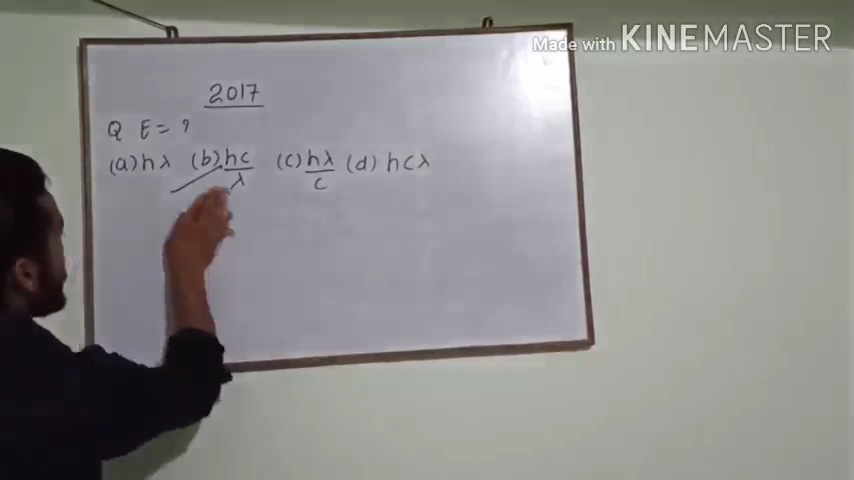 Made with KINEMASTER
2017
Q E = ?
(a) hλ (b) hc/λ (c) hλ/c (d) hcλ